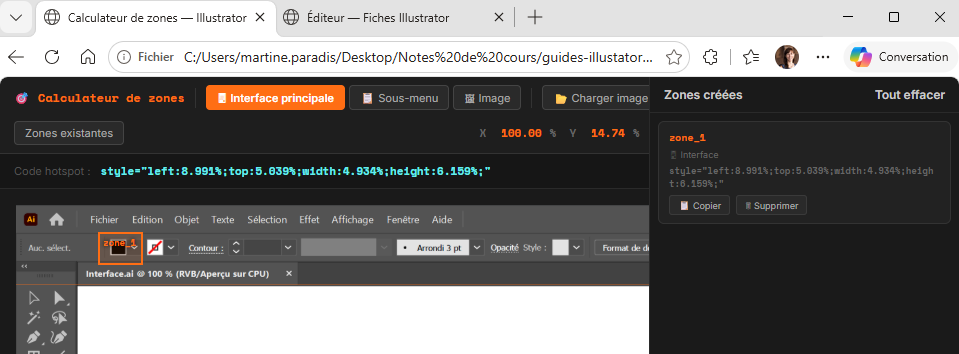 Calculateur de zones — Illustrator
Éditeur — Fiches Illustrator
Fichier C:/Users/martine.paradis/Desktop/Notes%20de%20cours/guides-illustator... Conversation
Calculateur de zones Interface principale Sous-menu Image Charger image
Zones existantes X 100.00 % Y 14.74 %
Code hotspot : style="left:8.991%;top:5.039%;width:4.934%;height:6.159%;"
Ai Fichier Edition Objet Texte Sélection Effet Affichage Fenêtre Aide
Auc. sélect. zone_1 Contour : Arrondi 3 pt Opacité Style : Format de do
Interface.ai @ 100 % (RVB/Aperçu sur CPU)
Zones créées Tout effacer
zone_1
Interface
style="left:8.991%;top:5.039%;width:4.934%;heigh
t:6.159%;"
Copier Supprimer